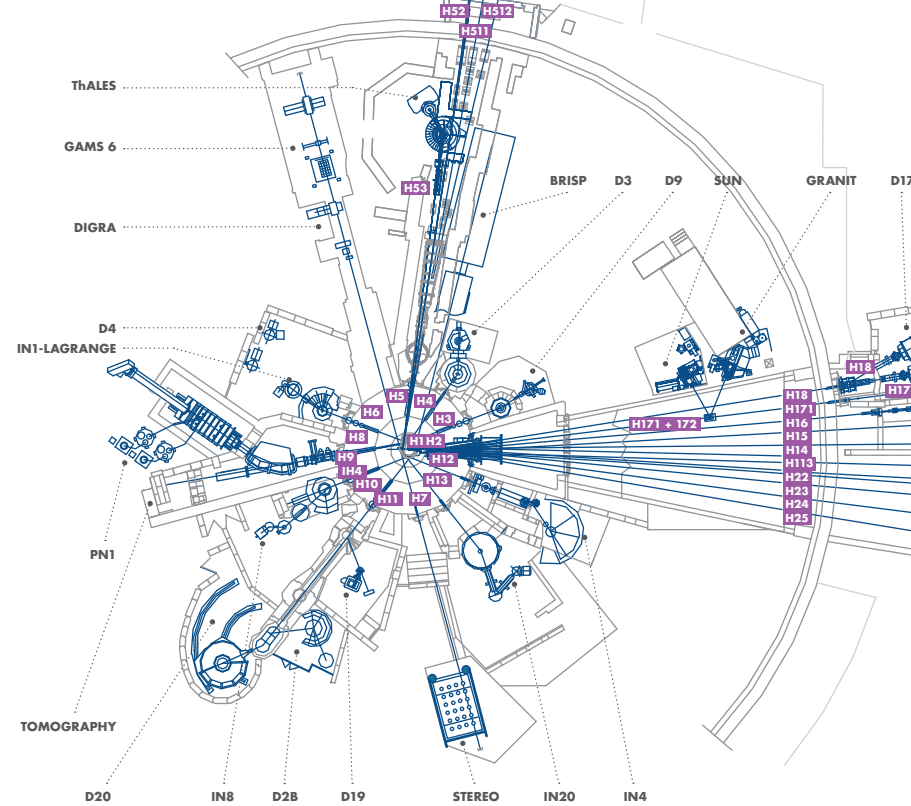 H52 H512
H511
ThALES
GAMS 6
H53
BRISP D3 D9 SUN GRANIT D17
DIGRA
D4
IN1-LAGRANGE
H18
H17
H5 H4
H18
H6
H3
H171
H16
H171 + 172
H8
H1 H2
H15
H14
H9
H12
H113
IH4
H22
H10
H13
H23
H11 H7
H24
H25
PN1
TOMOGRAPHY
D20 IN8 D2B D19 STEREO IN20 IN4